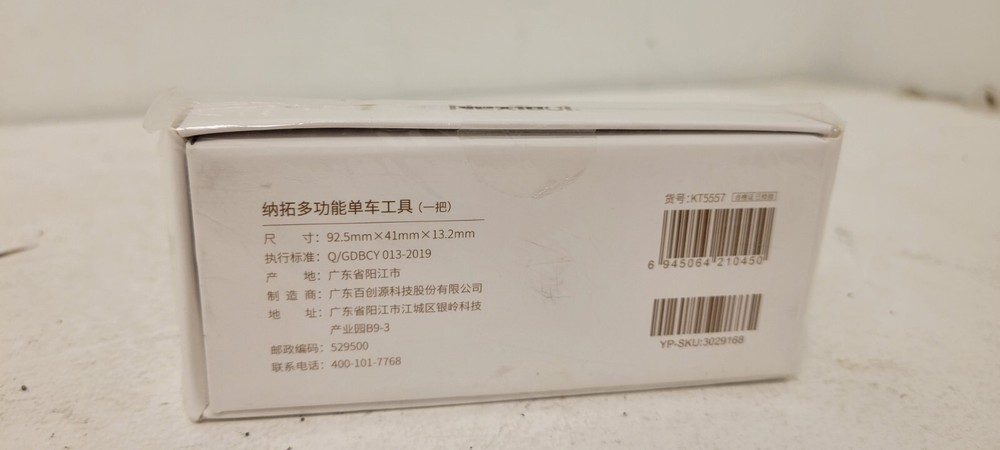 纳拓多功能单车工具(一把)
尺 寸: 92.5mm×41mm×13.2mm
执行标准: Q/GDBCY 013-2019
产 地: 广东省阳江市
制 造 商: 广东百创源科技股份有限公司
地 址: 广东省阳江市江城区银岭科技
产业园B9-3
邮政编码: 529500
联系电话: 400-101-7768
货号:KT5557
6 945064 210450
YP-SKU:3029168